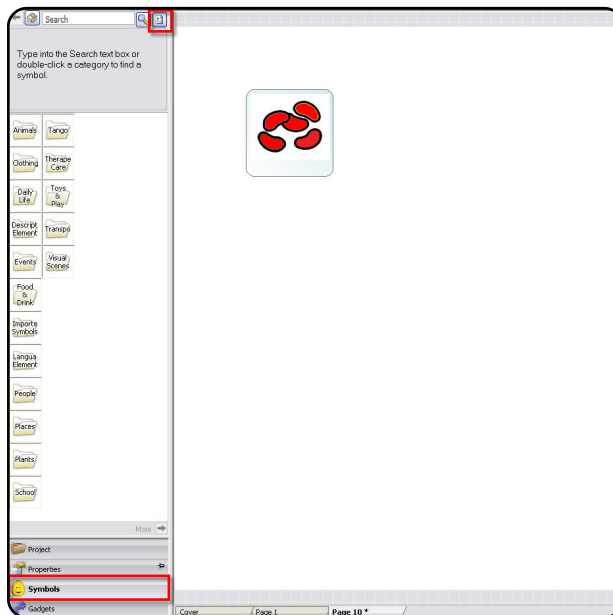 Search
Type into the Search text box or
double-click a category to find a
symbol.
Animals
Tango
Clothing
Therape
Care/
Daily
Life
Toys
&
Play
Descript
Element
Transpo
Events
Visual
Scenes
Food
&
Drink
Importe
Symbols
Langua
Element
People
Places
Plants
School
More
Project
Properties
Symbols
Gadgets
Cover
Page 1
Page 10 *